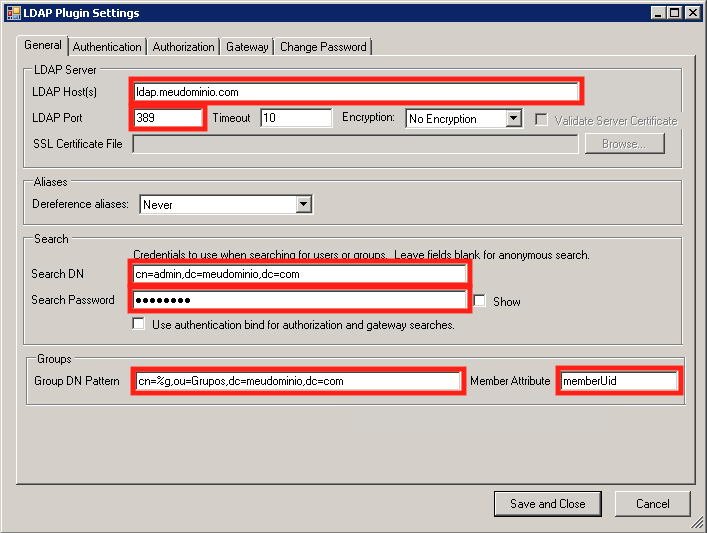 LDAP Plugin Settings
General Authentication Authorization Gateway Change Password
LDAP Server
LDAP Host(s) ldap.meudominio.com
LDAP Port 389 Timeout 10 Encryption: No Encryption Validate Server Certificate
SSL Certificate File Browse...
Aliases
Dereference aliases: Never
Search
Credentials to use when searching for users or groups. Leave fields blank for anonymous search.
Search DN cn=admin,dc=meudominio,dc=com
Search Password ●●●●●●●● Show
Use authentication bind for authorization and gateway searches.
Groups
Group DN Pattern cn=%g,ou=Grupos,dc=meudominio,dc=com Member Attribute memberUid
Save and Close Cancel